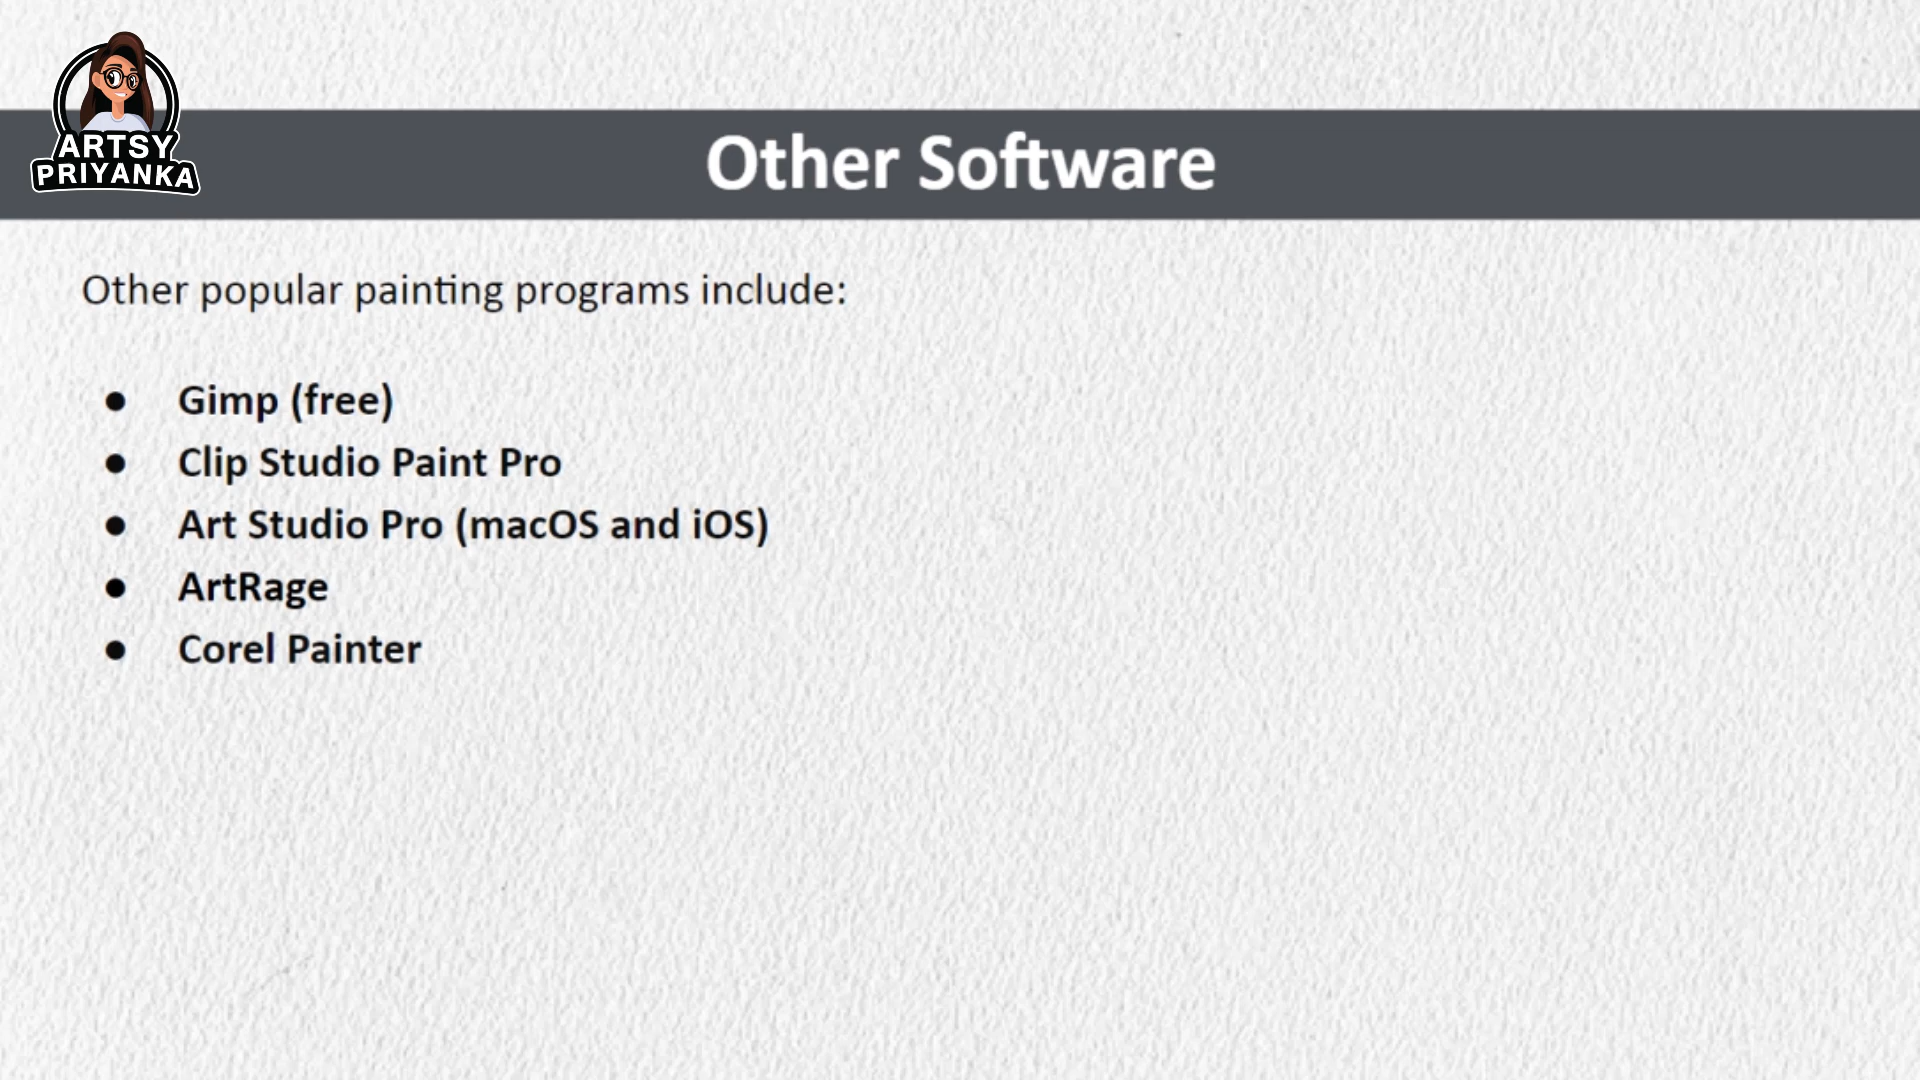 ARTSY
PRIYANKA
Other Software
Other popular painting programs include:
● Gimp (free)
● Clip Studio Paint Pro
● Art Studio Pro (macOS and iOS)
● ArtRage
● Corel Painter